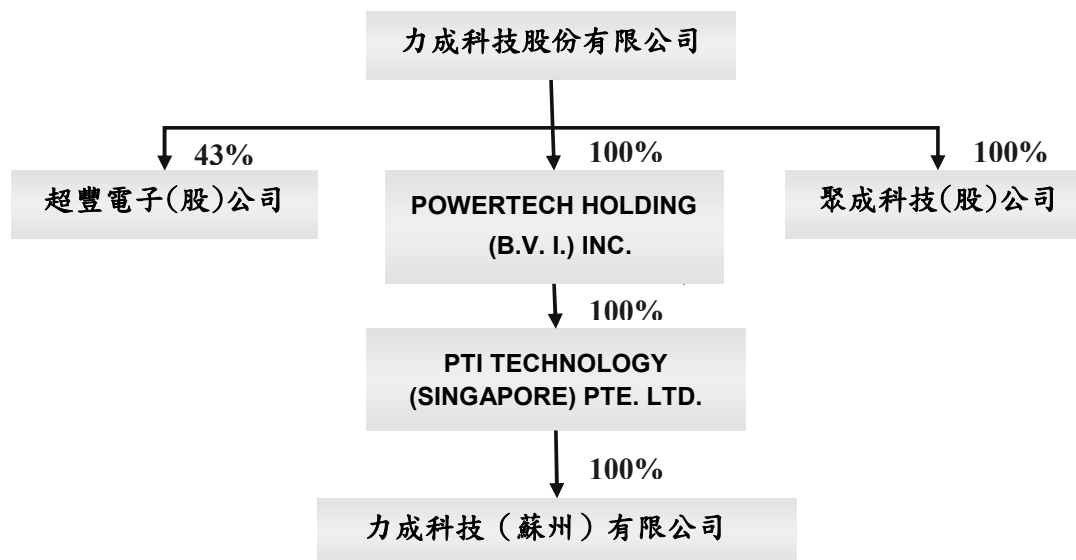 力成科技股份有限公司
43%
100%
100%
超豐電子(股)公司
POWERTECH HOLDING
(B.V. I.) INC.
聚成科技(股)公司
100%
PTI TECHNOLOGY
(SINGAPORE) PTE. LTD.
100%
力成科技（蘇州）有限公司